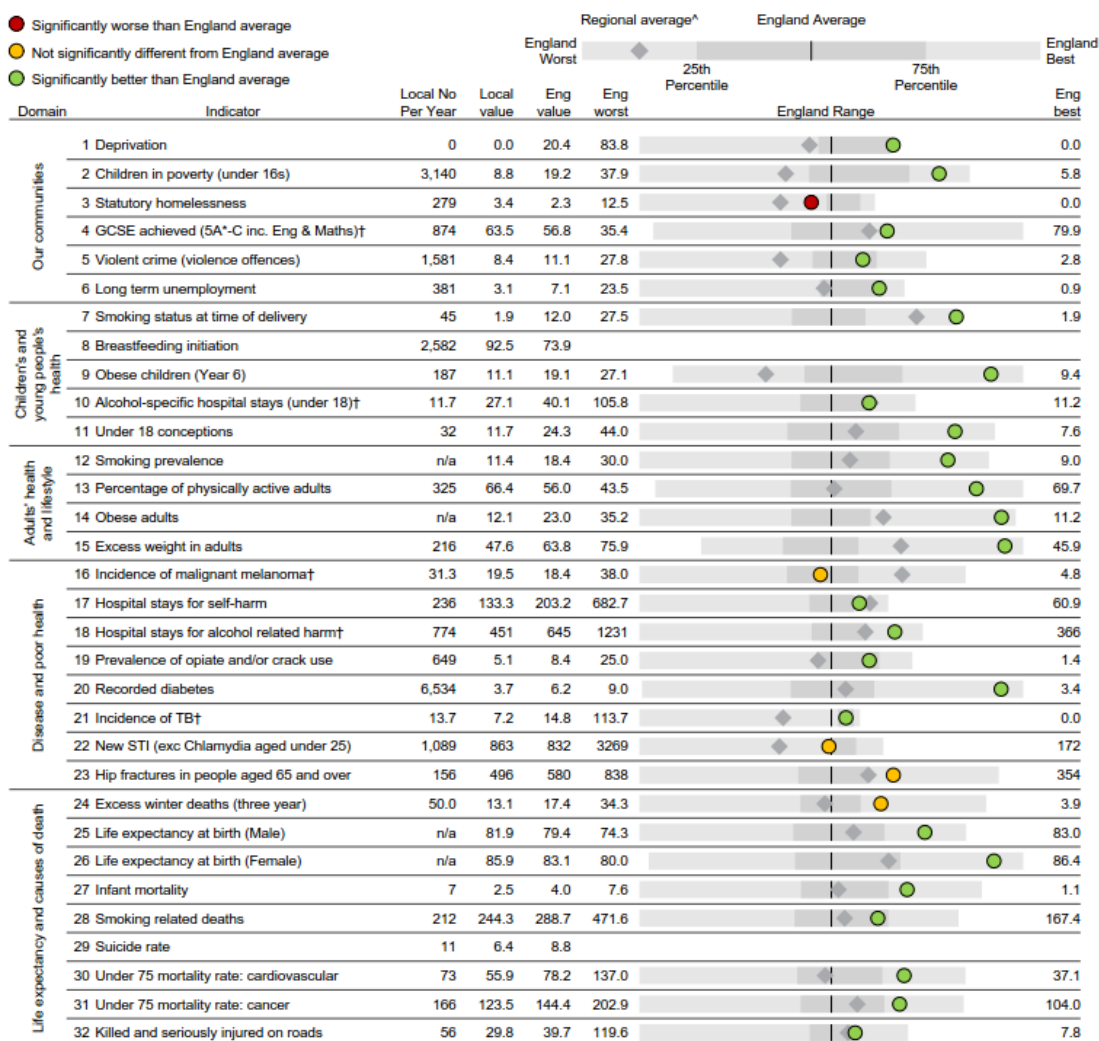 Significantly worse than England average
Not significantly different from England average
Significantly better than England average
Regional average^ England Average
England Worst England Best
25th Percentile 75th Percentile
Domain Indicator Local No Per Year Local value Eng value Eng worst England Range Eng best
Our communities
1 Deprivation 0 0.0 20.4 83.8 0.0
2 Children in poverty (under 16s) 3,140 8.8 19.2 37.9 5.8
3 Statutory homelessness 279 3.4 2.3 12.5 0.0
4 GCSE achieved (5A*-C inc. Eng & Maths)† 874 63.5 56.8 35.4 79.9
5 Violent crime (violence offences) 1,581 8.4 11.1 27.8 2.8
6 Long term unemployment 381 3.1 7.1 23.5 0.9
Children's and young people's health
7 Smoking status at time of delivery 45 1.9 12.0 27.5 1.9
8 Breastfeeding initiation 2,582 92.5 73.9
9 Obese children (Year 6) 187 11.1 19.1 27.1 9.4
10 Alcohol-specific hospital stays (under 18)† 11.7 27.1 40.1 105.8 11.2
11 Under 18 conceptions 32 11.7 24.3 44.0 7.6
Adults' health and lifestyle
12 Smoking prevalence n/a 11.4 18.4 30.0 9.0
13 Percentage of physically active adults 325 66.4 56.0 43.5 69.7
14 Obese adults n/a 12.1 23.0 35.2 11.2
15 Excess weight in adults 216 47.6 63.8 75.9 45.9
Disease and poor health
16 Incidence of malignant melanoma† 31.3 19.5 18.4 38.0 4.8
17 Hospital stays for self-harm 236 133.3 203.2 682.7 60.9
18 Hospital stays for alcohol related harm† 774 451 645 1231 366
19 Prevalence of opiate and/or crack use 649 5.1 8.4 25.0 1.4
20 Recorded diabetes 6,534 3.7 6.2 9.0 3.4
21 Incidence of TB† 13.7 7.2 14.8 113.7 0.0
22 New STI (exc Chlamydia aged under 25) 1,089 863 832 3269 172
23 Hip fractures in people aged 65 and over 156 496 580 838 354
Life expectancy and causes of death
24 Excess winter deaths (three year) 50.0 13.1 17.4 34.3 3.9
25 Life expectancy at birth (Male) n/a 81.9 79.4 74.3 83.0
26 Life expectancy at birth (Female) n/a 85.9 83.1 80.0 86.4
27 Infant mortality 7 2.5 4.0 7.6 1.1
28 Smoking related deaths 212 244.3 288.7 471.6 167.4
29 Suicide rate 11 6.4 8.8
30 Under 75 mortality rate: cardiovascular 73 55.9 78.2 137.0 37.1
31 Under 75 mortality rate: cancer 166 123.5 144.4 202.9 104.0
32 Killed and seriously injured on roads 56 29.8 39.7 119.6 7.8